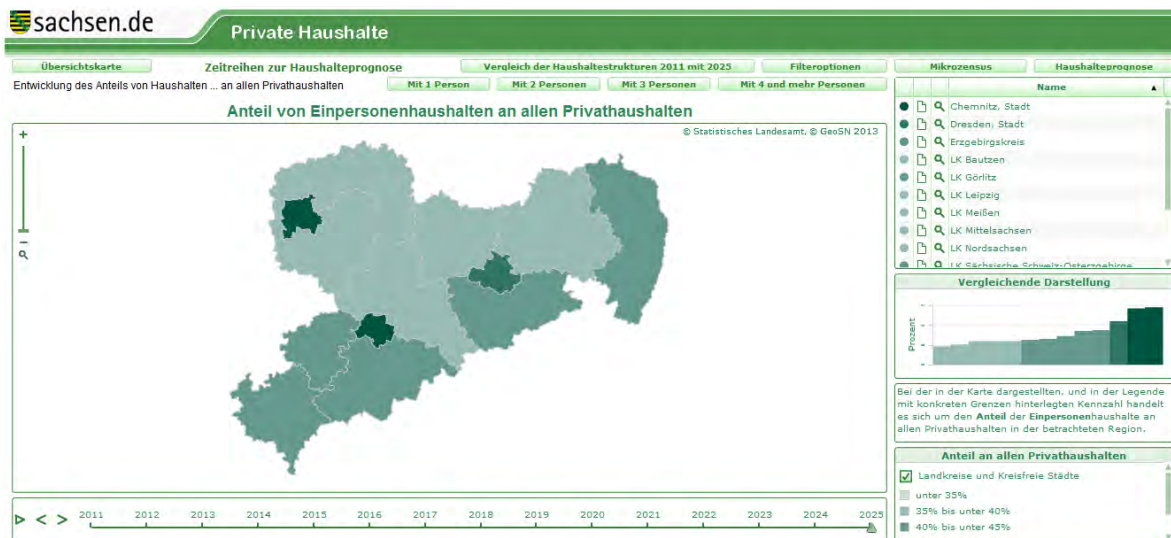 sachsen.de
Private Haushalte
Übersichtskarte
Zeitreihen zur Haushalteprognose
Vergleich der Haushaltestrukturen 2011 mit 2025
Filteroptionen
Mikrozensus
Haushalteprognose
Entwicklung des Anteils von Haushalten ... an allen Privathaushalten
Mit 1 Person
Mit 2 Personen
Mit 3 Personen
Mit 4 und mehr Personen
Anteil von Einpersonenhaushalten an allen Privathaushalten
© Statistisches Landesamt, © GeoSN 2013
Name
Chemnitz, Stadt
Dresden, Stadt
Erzgebirgskreis
LK Bautzen
LK Görlitz
LK Leipzig
LK Meißen
LK Mittelsachsen
LK Nordsachsen
LK Sächsische Schweiz-Osterzgebirge
Vergleichende Darstellung
Prozent
Bei der in der Karte dargestellten, und in der Legende
mit konkreten Grenzen hinterlegten Kennzahl handelt
es sich um den Anteil der Einpersonenhaushalte an
allen Privathaushalten in der betrachteten Region.
Anteil an allen Privathaushalten
Landkreise und Kreisfreie Städte
unter 35%
35% bis unter 40%
40% bis unter 45%
2011 2012 2013 2014 2015 2016 2017 2018 2019 2020 2021 2022 2023 2024 2025